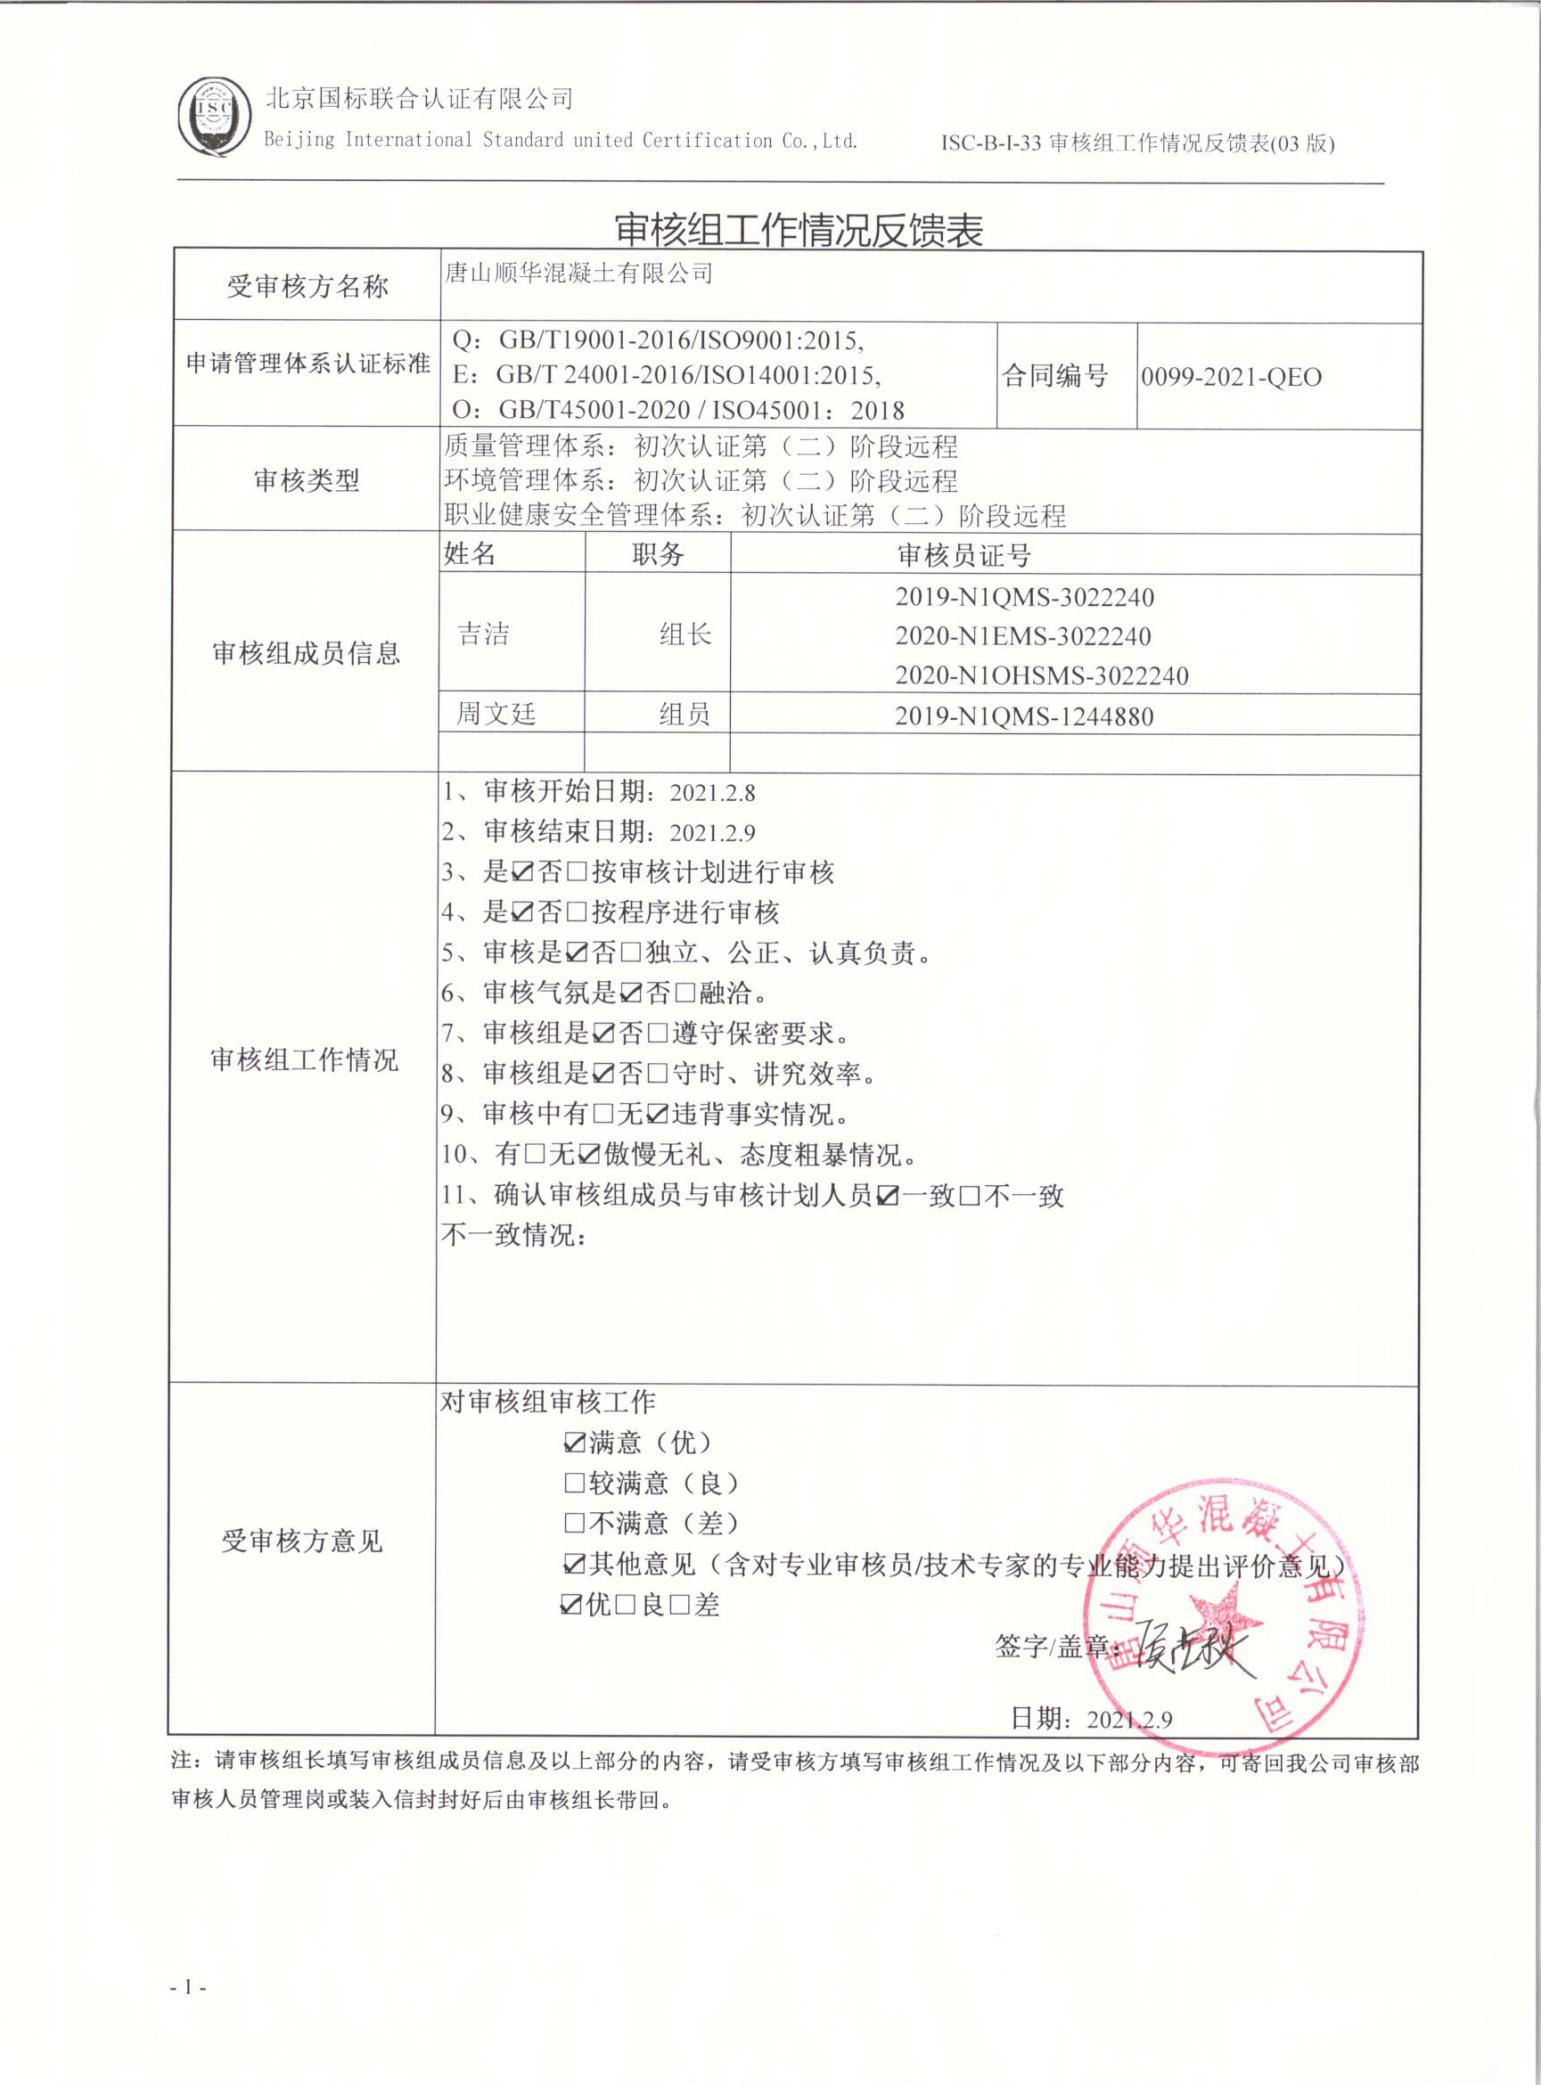 ISC
北京国标联合认证有限公司
Beijing International Standard united Certification Co.,Ltd.
ISC-B-I-33 审核组工作情况反馈表(03 版)
审核组工作情况反馈表
受审核方名称
唐山顺华混凝土有限公司
申请管理体系认证标准
Q：GB/T19001-2016/ISO9001:2015,
E：GB/T 24001-2016/ISO14001:2015,
O：GB/T45001-2020 / ISO45001：2018
合同编号
0099-2021-QEO
审核类型
质量管理体系：初次认证第（二）阶段远程
环境管理体系：初次认证第（二）阶段远程
职业健康安全管理体系：初次认证第（二）阶段远程
审核组成员信息
姓名 职务 审核员证号
吉洁 组长
2019-N1QMS-3022240
2020-N1EMS-3022240
2020-N1OHSMS-3022240
周文廷 组员 2019-N1QMS-1244880
审核组工作情况
1、审核开始日期：2021.2.8
2、审核结束日期：2021.2.9
3、是☑否□按审核计划进行审核
4、是☑否□按程序进行审核
5、审核是☑否□独立、公正、认真负责。
6、审核气氛是☑否□融洽。
7、审核组是☑否□遵守保密要求。
8、审核组是☑否□守时、讲究效率。
9、审核中有□无☑违背事实情况。
10、有□无☑傲慢无礼、态度粗暴情况。
11、确认审核组成员与审核计划人员☑一致□不一致
不一致情况：
受审核方意见
对审核组审核工作
☑满意（优）
□较满意（良）
□不满意（差）
☑其他意见（含对专业审核员/技术专家的专业能力提出评价意见）
☑优□良□差
签字/盖章：
唐山顺华混凝土有限公司
日期：2021.2.9
注：请审核组长填写审核组成员信息及以上部分的内容，请受审核方填写审核组工作情况及以下部分内容，可寄回我公司审核部
审核人员管理岗或装入信封封好后由审核组长带回。
- 1 -